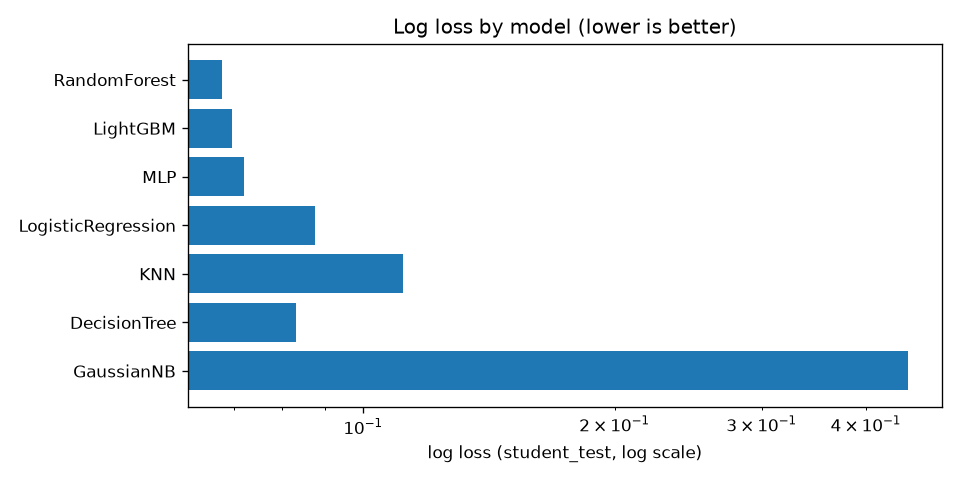 Log loss by model (lower is better)
RandomForest
LightGBM
MLP
LogisticRegression
KNN
DecisionTree
GaussianNB
10⁻¹ 2 × 10⁻¹ 3 × 10⁻¹ 4 × 10⁻¹
log loss (student_test, log scale)